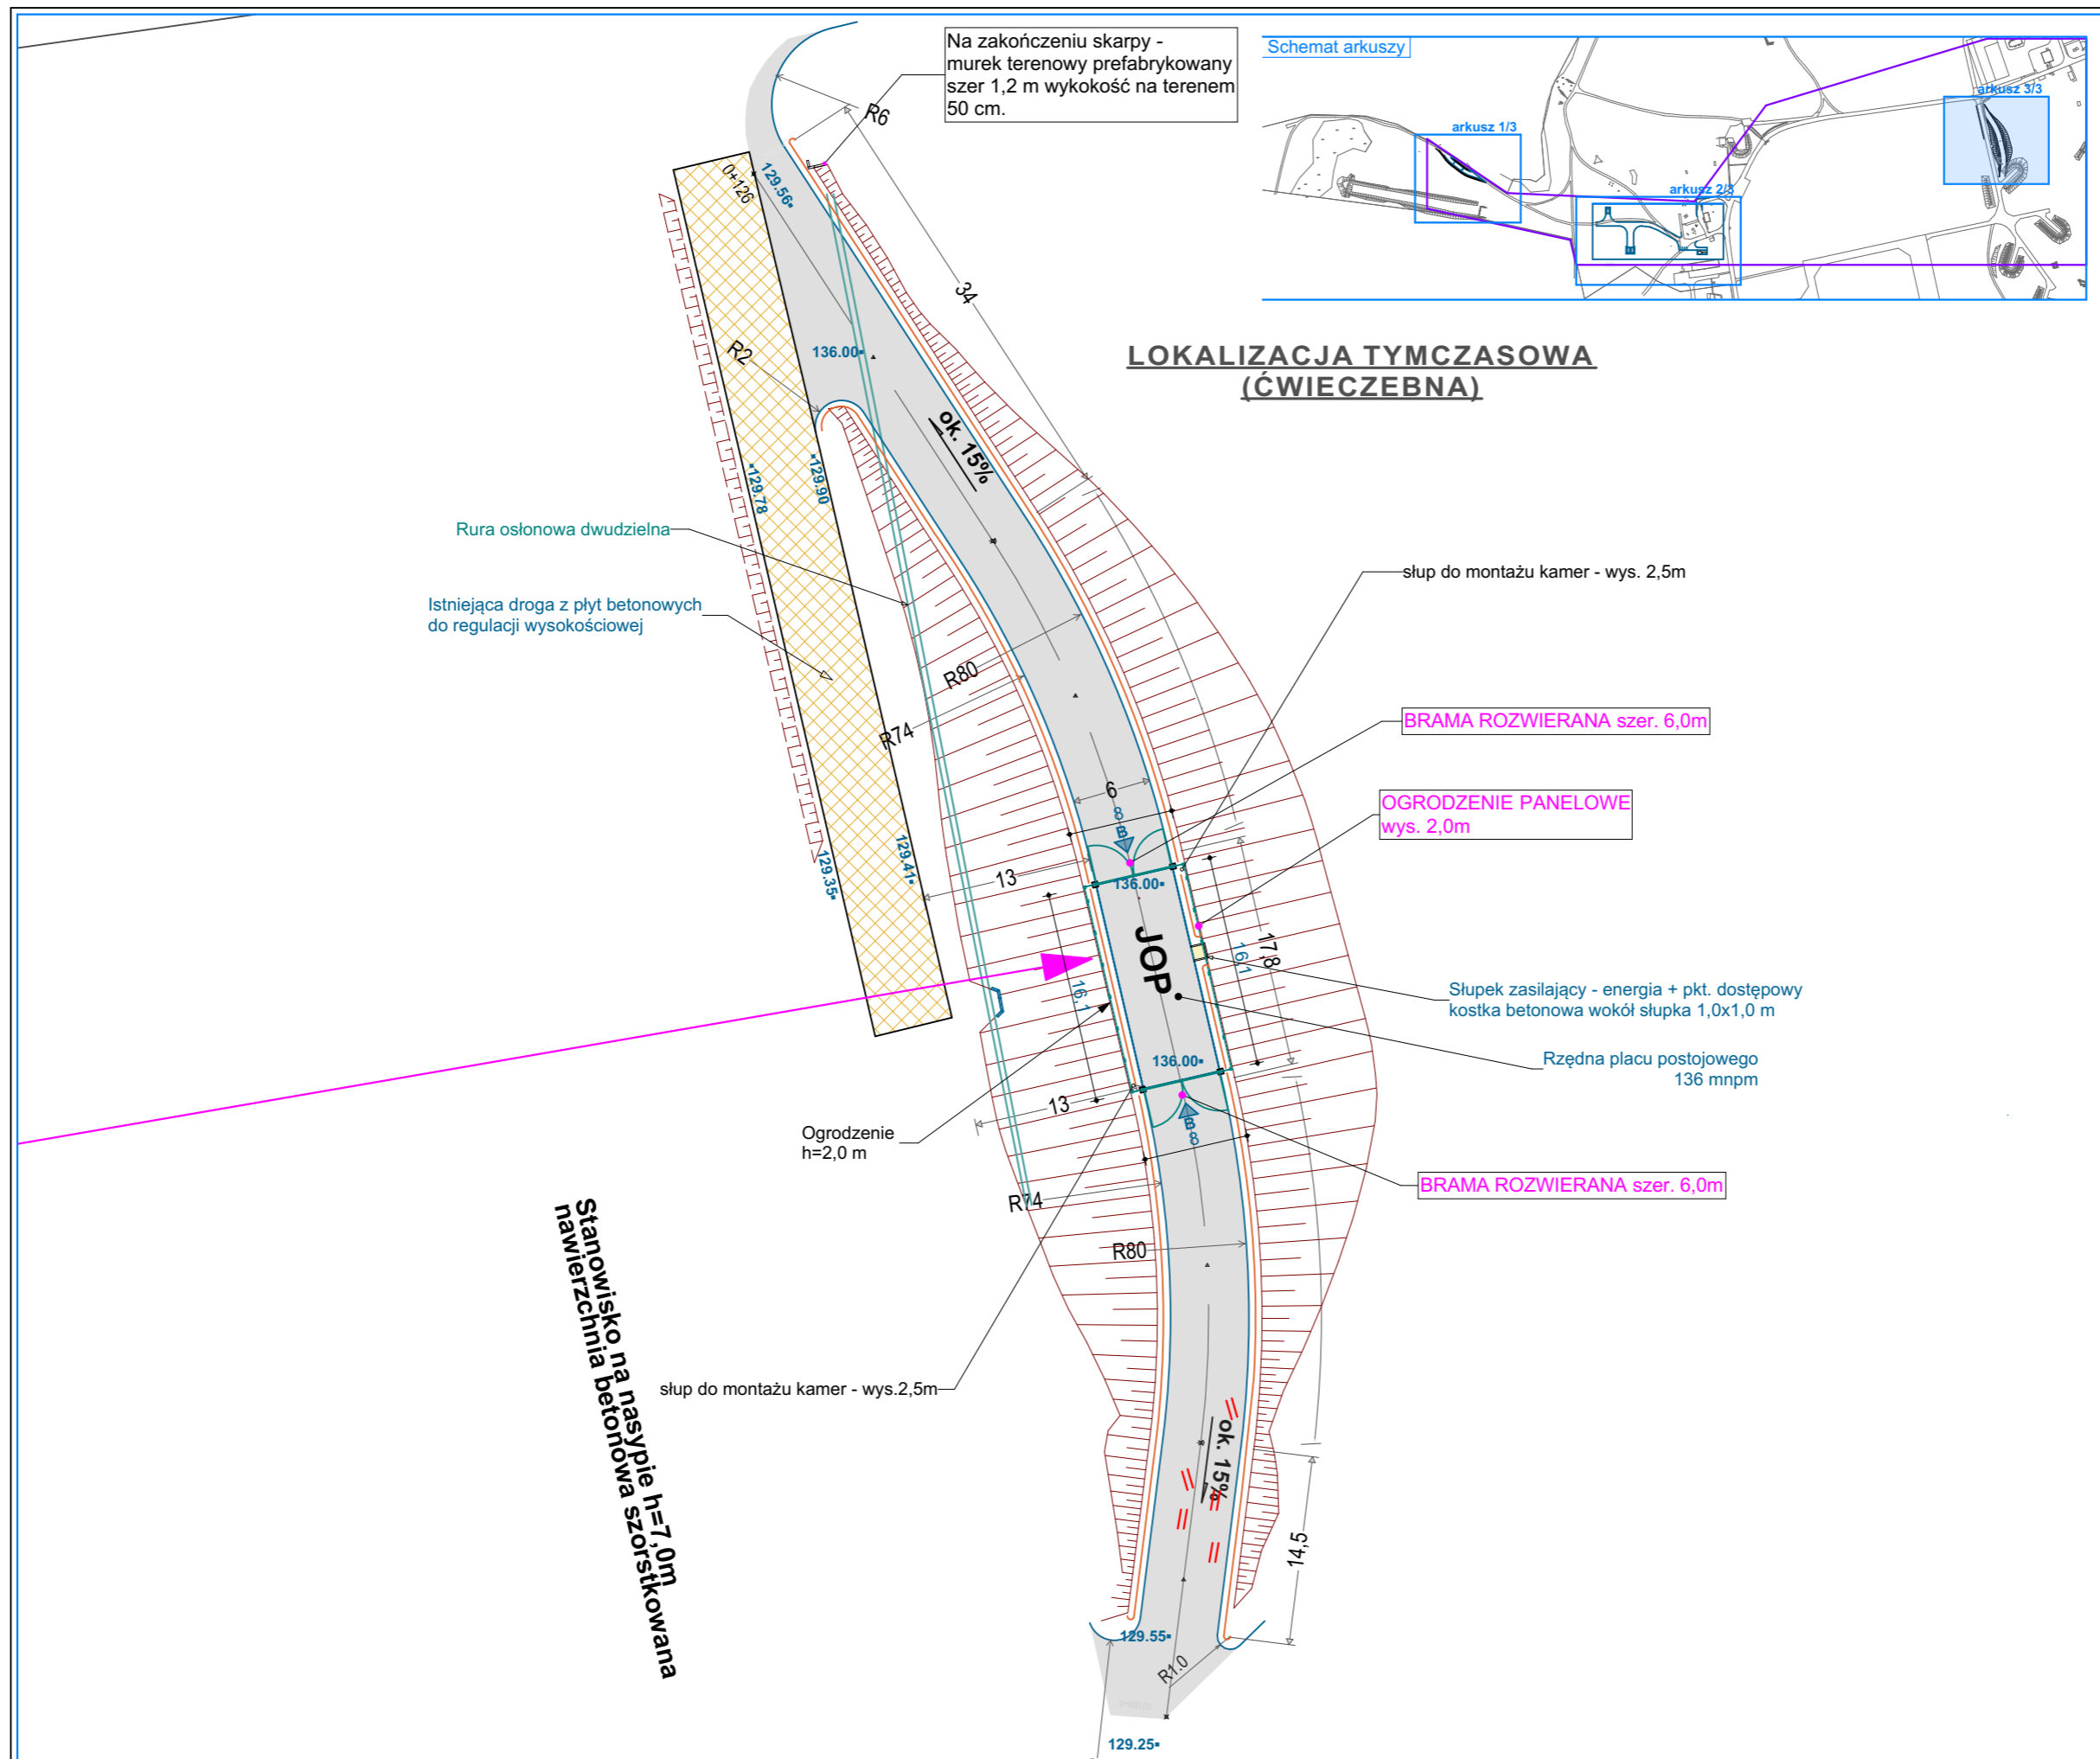 Na zakończeniu skarpy -
murek terenowy prefabrykowany
szer 1,2 m wykokość na terenem
50 cm.
Schemat arkuszy
arkusz 3/3
arkusz 1/3
arkusz 2/3
LOKALIZACJA TYMCZASOWA
(ĆWIECZEBNA)
R6
0+126
129.56
34
R2
136.00
ok. 15%
129.78
129.90
Rura osłonowa dwudzielna
Istniejąca droga z płyt betonowych
do regulacji wysokościowej
słup do montażu kamer - wys. 2,5m
R80
R74
BRAMA ROZWIERANA szer. 6,0m
6
8
OGRODZENIE PANELOWE
wys. 2,0m
129.35
129.41
13
136.00
JOP
17,8
16,1
16,1
Słupek zasilający - energia + pkt. dostępowy
kostka betonowa wokół słupka 1,0x1,0 m
Rzędna placu postojowego
136 mnpm
136.00
13
8
Ogrodzenie
h=2,0 m
BRAMA ROZWIERANA szer. 6,0m
R74
R80
Stanowisko na nasypie h=7,0m
nawierzchnia betonowa szorstkowana
słup do montażu kamer - wys.2,5m
ok. 15%
14,5
129.55
R1.0
129.25